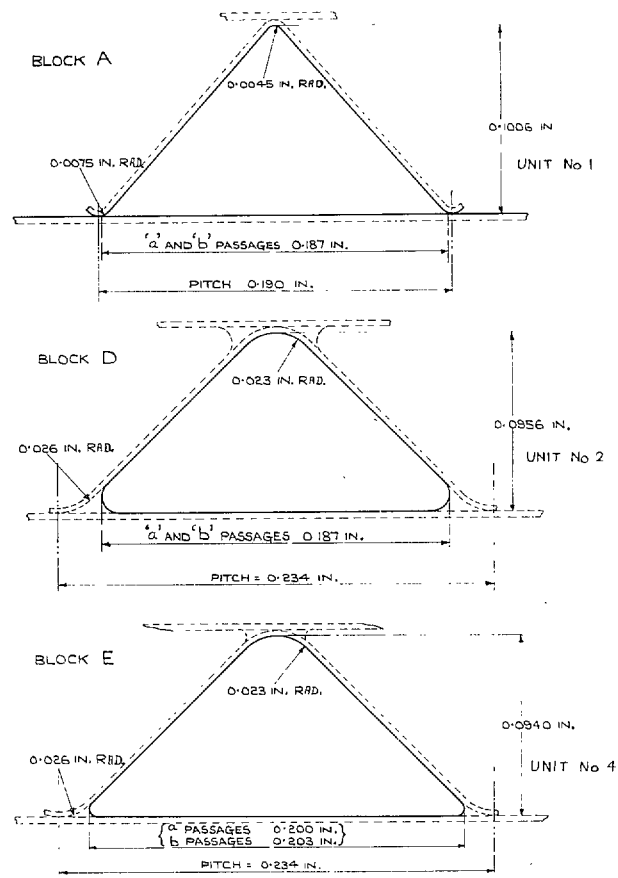 BLOCK A
0·0045 IN. RAD.
0·1006 IN
0·0075 IN. RAD.
UNIT No 1
'a' AND 'b' PASSAGES 0·187 IN.
PITCH 0·190 IN.
BLOCK D
0·023 IN. RAD.
0·0956 IN.
0·026 IN. RAD.
UNIT No 2
'a' AND 'b' PASSAGES 0·187 IN.
PITCH = 0·234 IN.
BLOCK E
0·023 IN. RAD.
0·0940 IN.
0·026 IN. RAD.
UNIT No 4
{a PASSAGES 0·200 IN.}
{b PASSAGES 0·203 IN.}
PITCH = 0·234 IN.